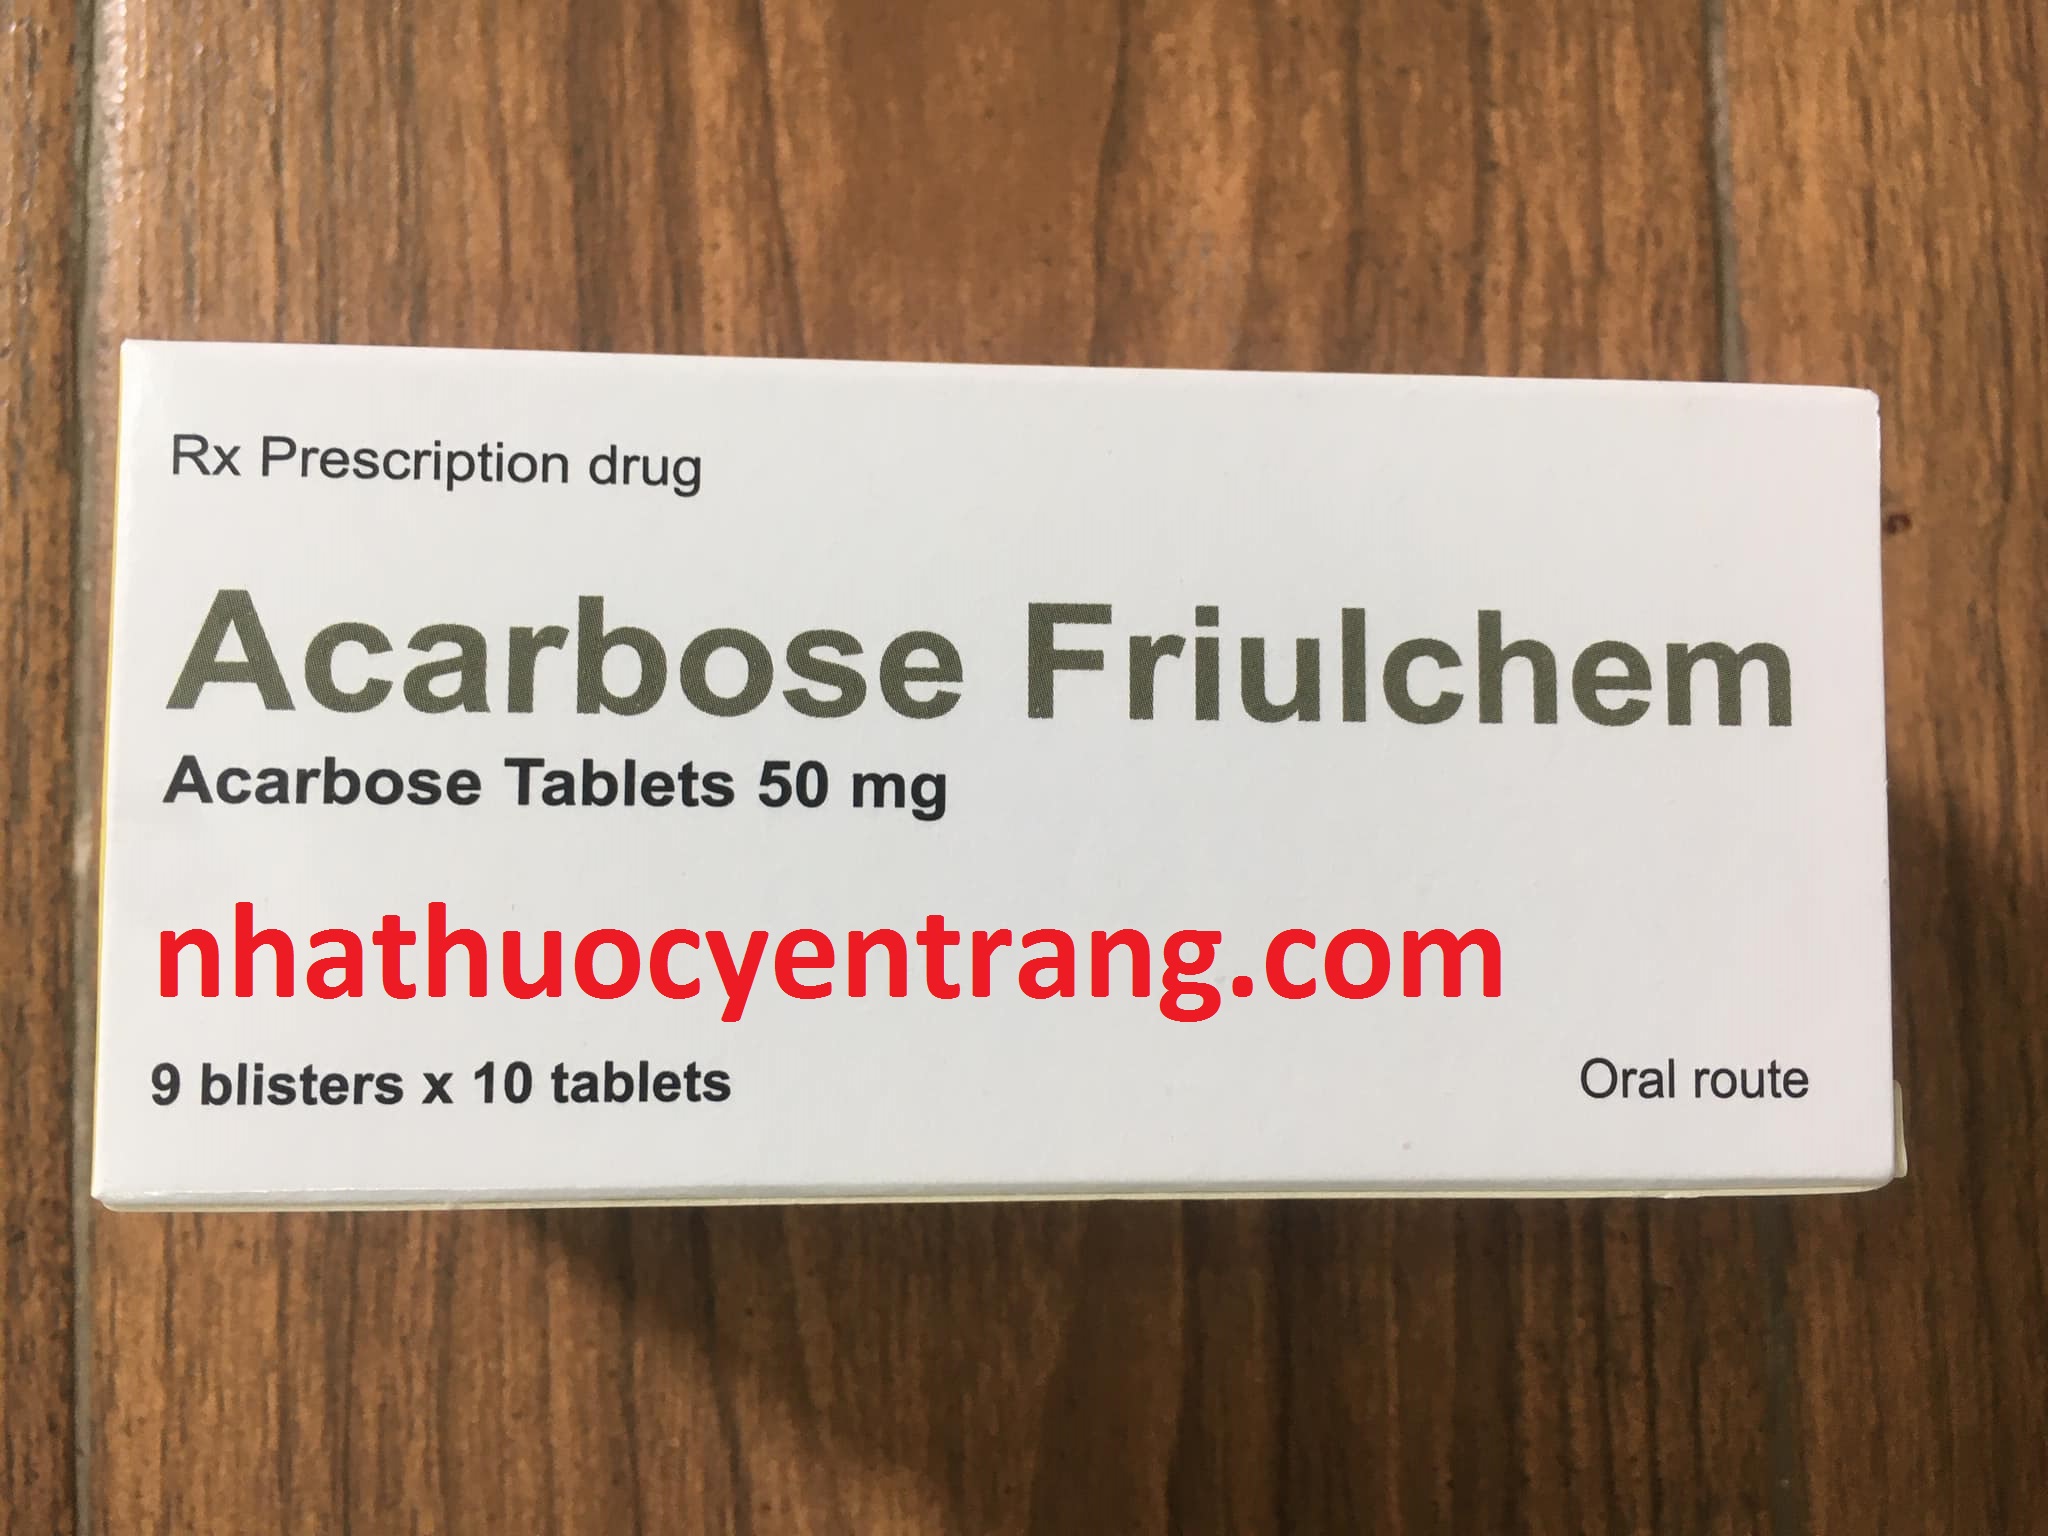 Rx Prescription drug
Acarbose Friulchem
Acarbose Tablets 50 mg
nhathuocyentrang.com
9 blisters x 10 tablets
Oral route